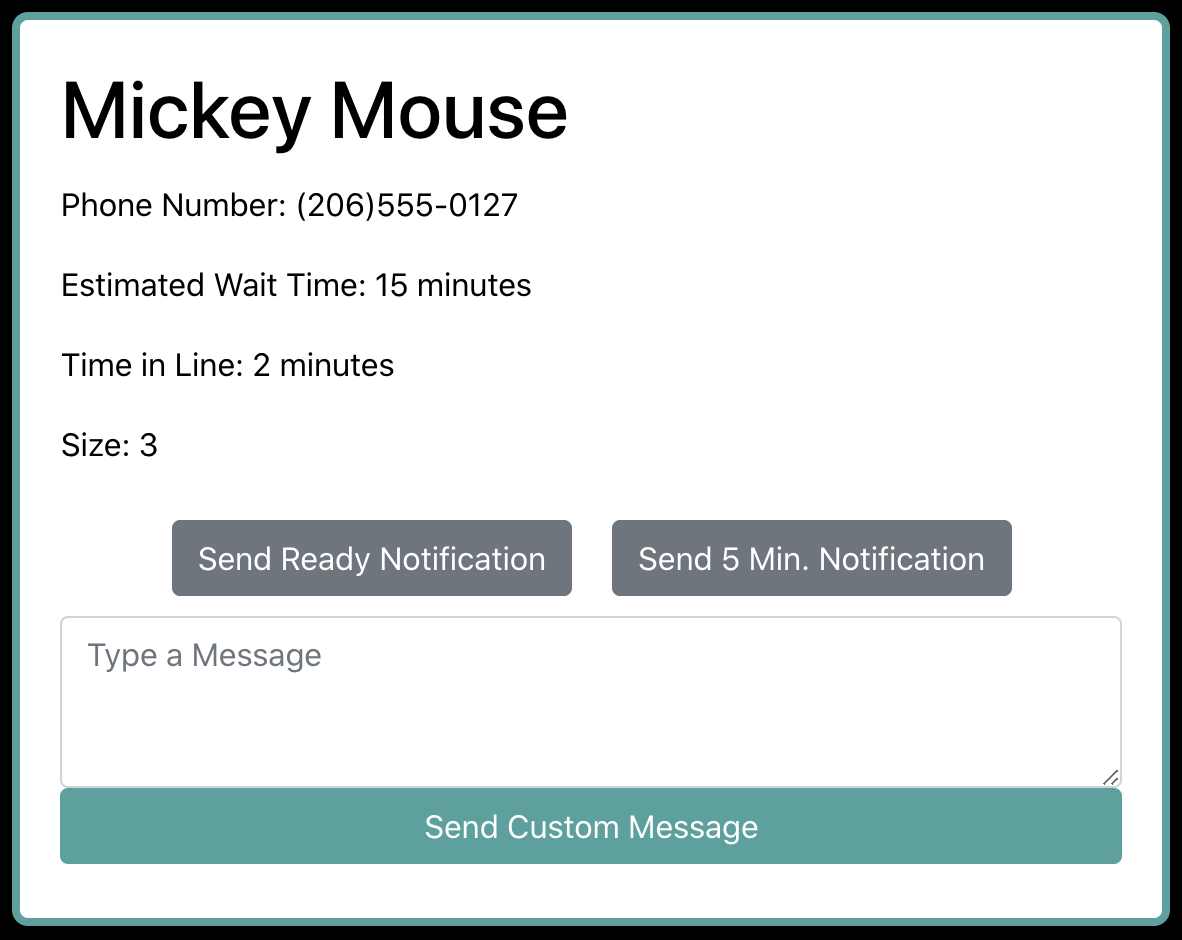 Mickey Mouse
Phone Number: (206)555-0127
Estimated Wait Time: 15 minutes
Time in Line: 2 minutes
Size: 3
Send Ready Notification
Send 5 Min. Notification
Type a Message
Send Custom Message